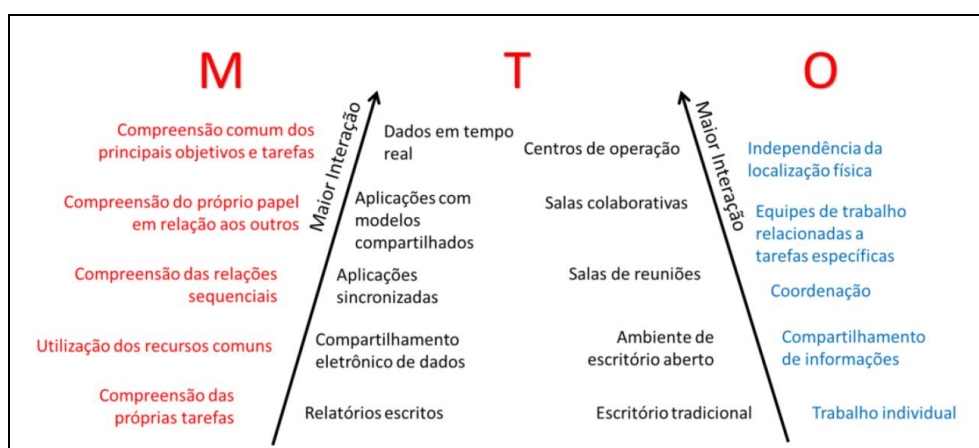 M
T
O
Maior Interação
Maior Interação
Compreensão comum dos
principais objetivos e tarefas
Dados em tempo
real
Centros de operação
Independência da
localização física
Compreensão do próprio papel
em relação aos outros
Aplicações com
modelos
compartilhados
Salas colaborativas
Equipes de trabalho
relacionadas a
tarefas específicas
Compreensão das relações
sequenciais
Aplicações
sincronizadas
Salas de reuniões
Coordenação
Utilização dos recursos comuns
Compartilhamento
eletrônico de dados
Ambiente de
escritório aberto
Compartilhamento
de informações
Compreensão das
próprias tarefas
Relatórios escritos
Escritório tradicional
Trabalho individual